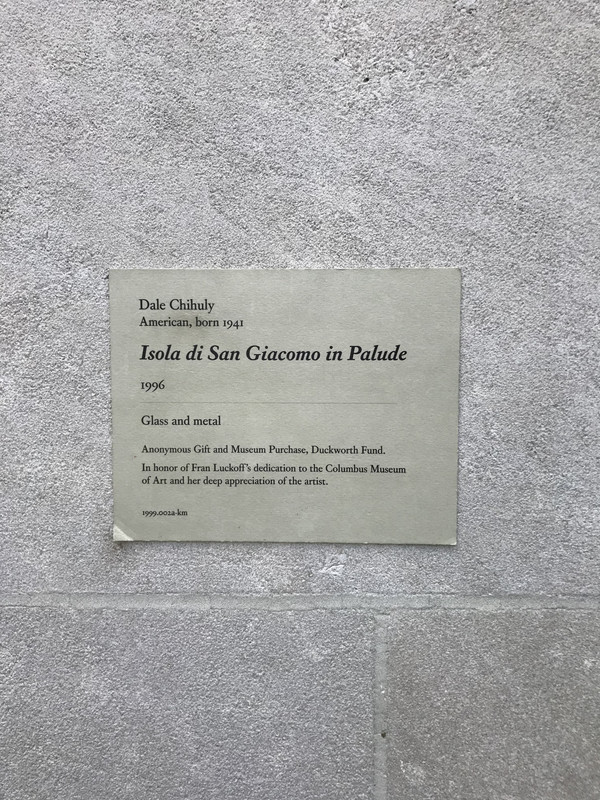 Dale Chihuly
American, born 1941
Isola di San Giacomo in Palude
1996
Glass and metal
Anonymous Gift and Museum Purchase, Duckworth Fund.
In honor of Fran Luckoff's dedication to the Columbus Museum
of Art and her deep appreciation of the artist.
1999.002a-km